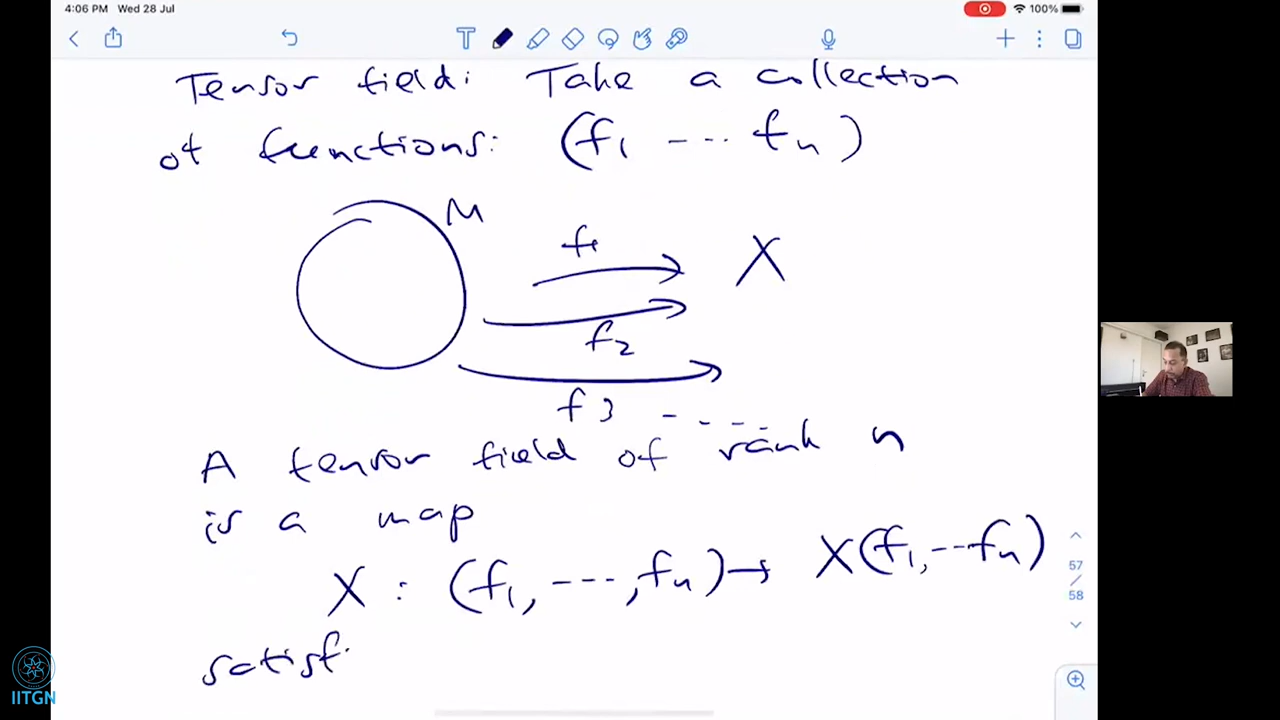 4:06 PM Wed 28 Jul
100%
Tensor field: Take a collection
of functions: (f1 --... fn)
M
f1
X
f2
f3 ----
A tensor field of rank n
is a map
X : (f1, ---, fn) → X(f1, --- fn)
57
/
58
satisf
IITGN